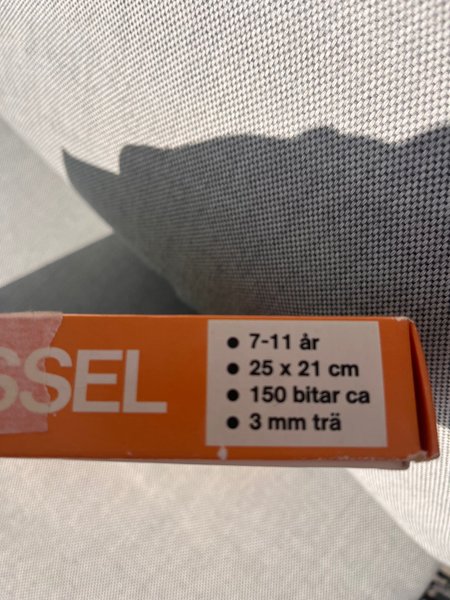 SSEL
• 7-11 år
• 25 x 21 cm
• 150 bitar ca
• 3 mm trä